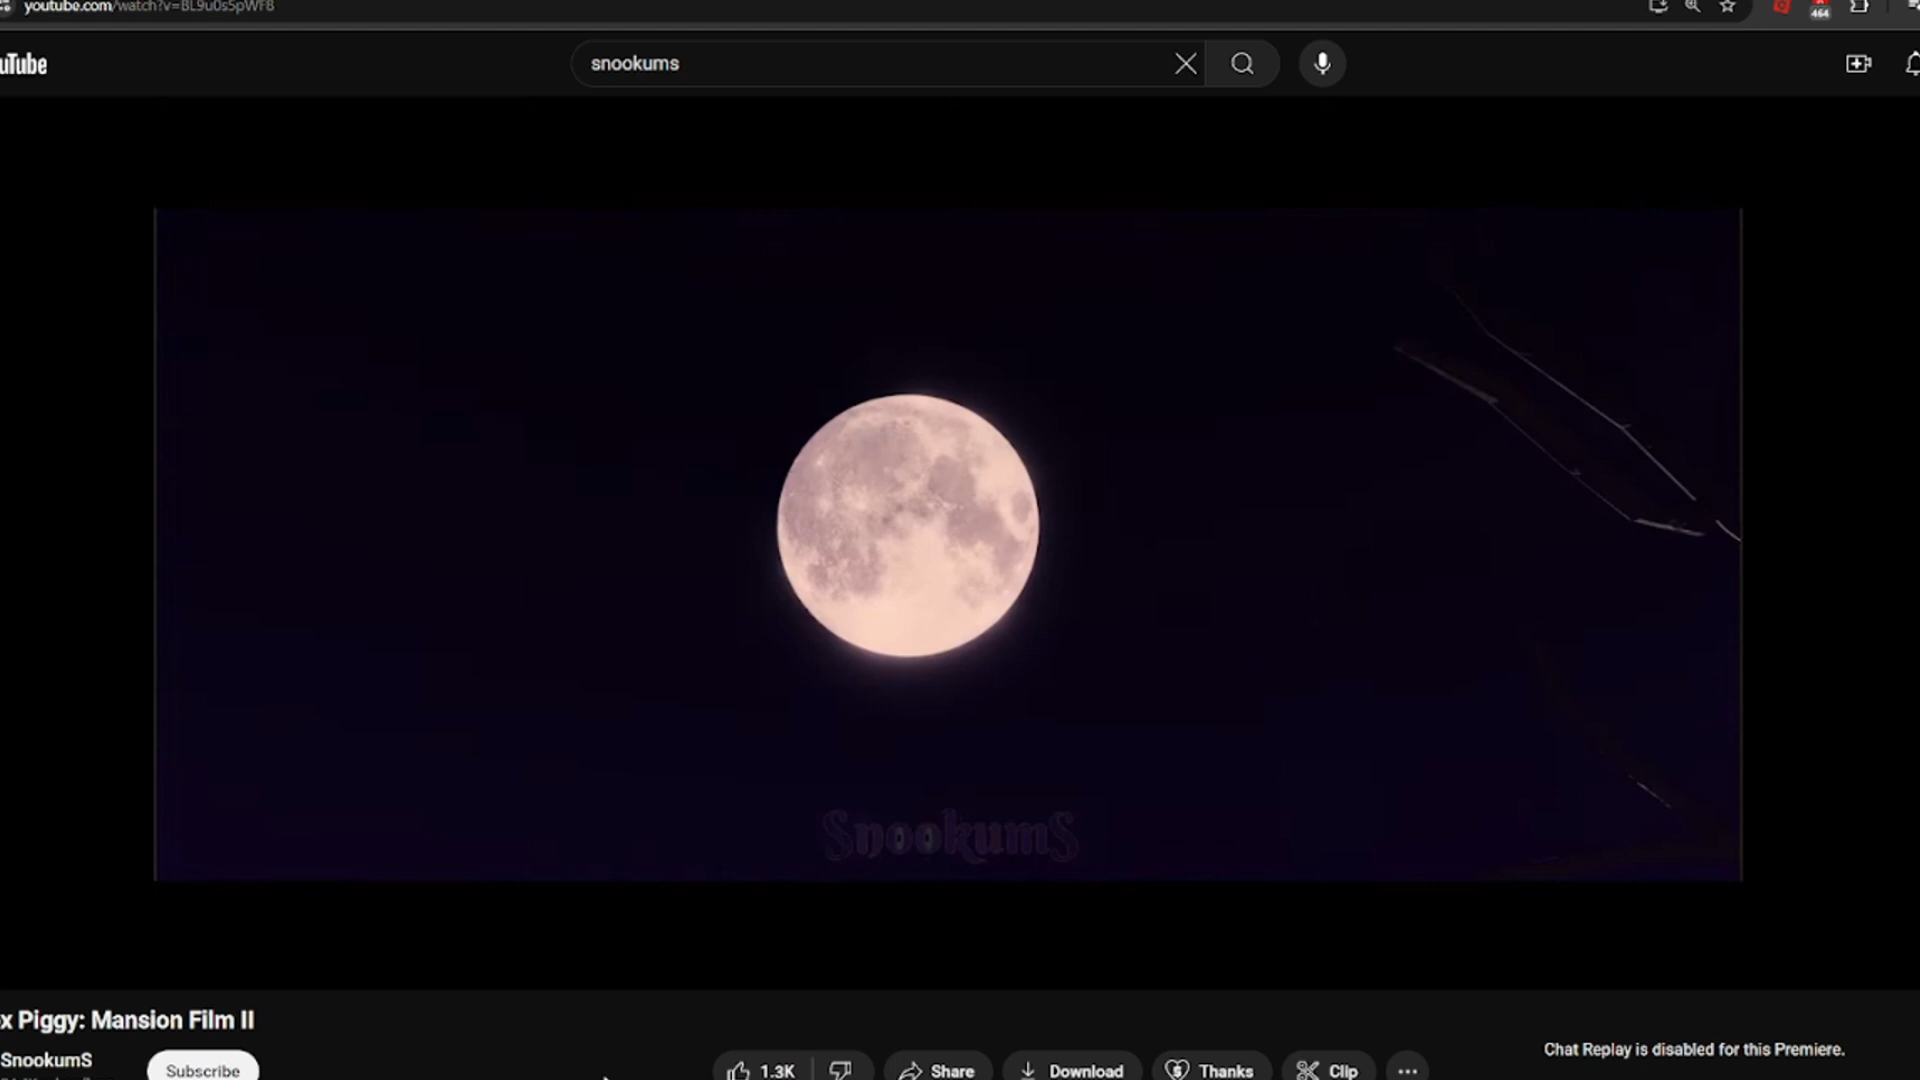 youtube.com/watch?v=BL9u0s5pWF8
464
uTube
snookums
SnookumS
x Piggy: Mansion Film II
SnookumS
Subscribe
1.3K
Share
Download
Thanks
Clip
Chat Replay is disabled for this Premiere.